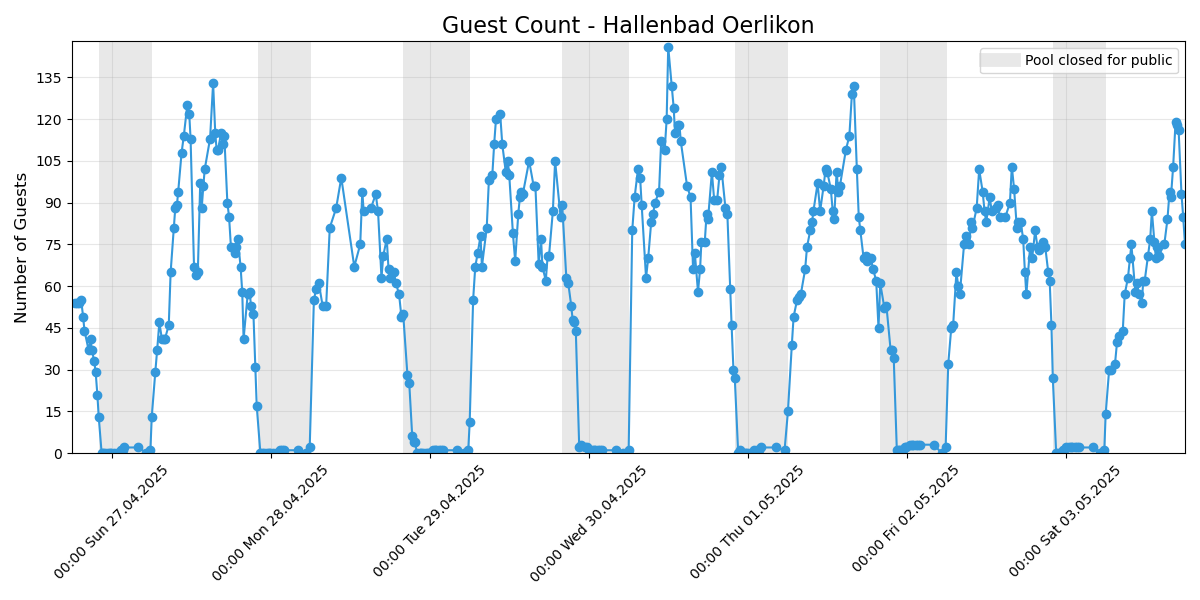 Guest Count - Hallenbad Oerlikon
Pool closed for public
Number of Guests
135
120
105
90
75
60
45
30
15
0
00:00 Sun 27.04.2025
00:00 Mon 28.04.2025
00:00 Tue 29.04.2025
00:00 Wed 30.04.2025
00:00 Thu 01.05.2025
00:00 Fri 02.05.2025
00:00 Sat 03.05.2025